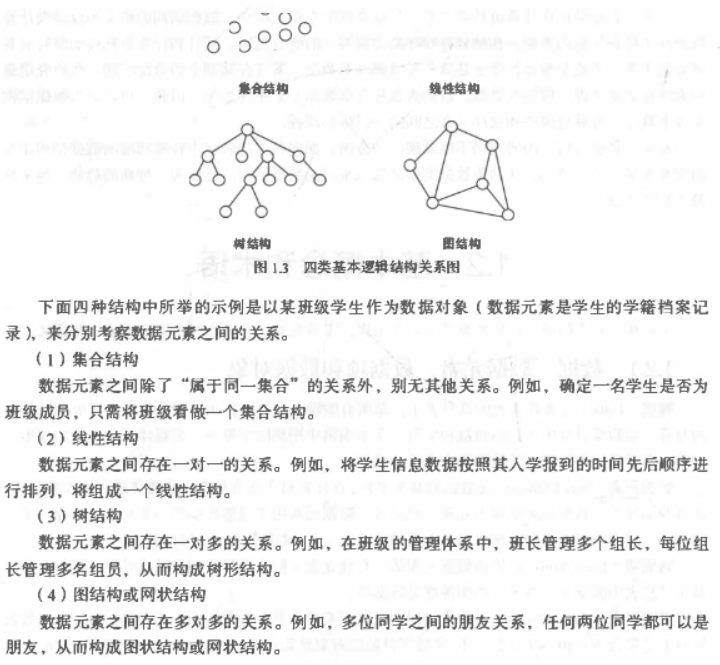 集合结构 线性结构
树结构 图结构
图 1.3 四类基本逻辑结构关系图
下面四种结构中所举的示例是以某班级学生作为数据对象（数据元素是学生的学籍档案记
录），来分别考察数据元素之间的关系。
（1）集合结构
数据元素之间除了“属于同一集合”的关系外，别无其他关系。例如，确定一名学生是否为
班级成员，只需将班级看做一个集合结构。
（2）线性结构
数据元素之间存在一对一的关系。例如，将学生信息数据按照其入学报到的时间先后顺序进
行排列，将组成一个线性结构。
（3）树结构
数据元素之间存在一对多的关系。例如，在班级的管理体系中，班长管理多个组长，每位组
长管理多名组员，从而构成树形结构。
（4）图结构或网状结构
数据元素之间存在多对多的关系。例如，多位同学之间的朋友关系，任何两位同学都可以是
朋友，从而构成图状结构或网状结构。